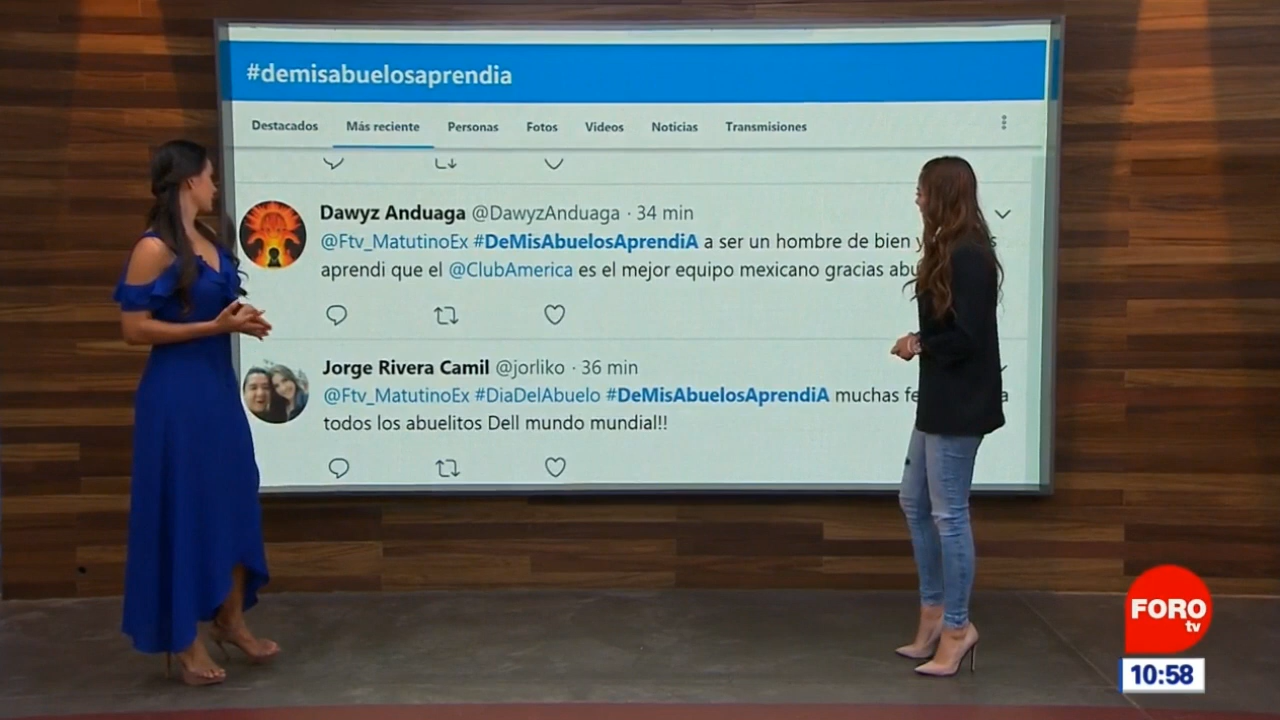 #demisabuelosaprendia
Destacados Más reciente Personas Fotos Videos Noticias Transmisiones
Dawyz Anduaga @DawyzAnduaga · 34 min
@Ftv_MatutinoEx #DeMisAbuelosAprendiA a ser un hombre de bien
aprendi que el @ClubAmerica es el mejor equipo mexicano gracias
Jorge Rivera Camil @jorliko · 36 min
@Ftv_MatutinoEx #DiaDelAbuelo #DeMisAbuelosAprendiA muchas
todos los abuelitos Dell mundo mundial!!
FORO
tv
10:58